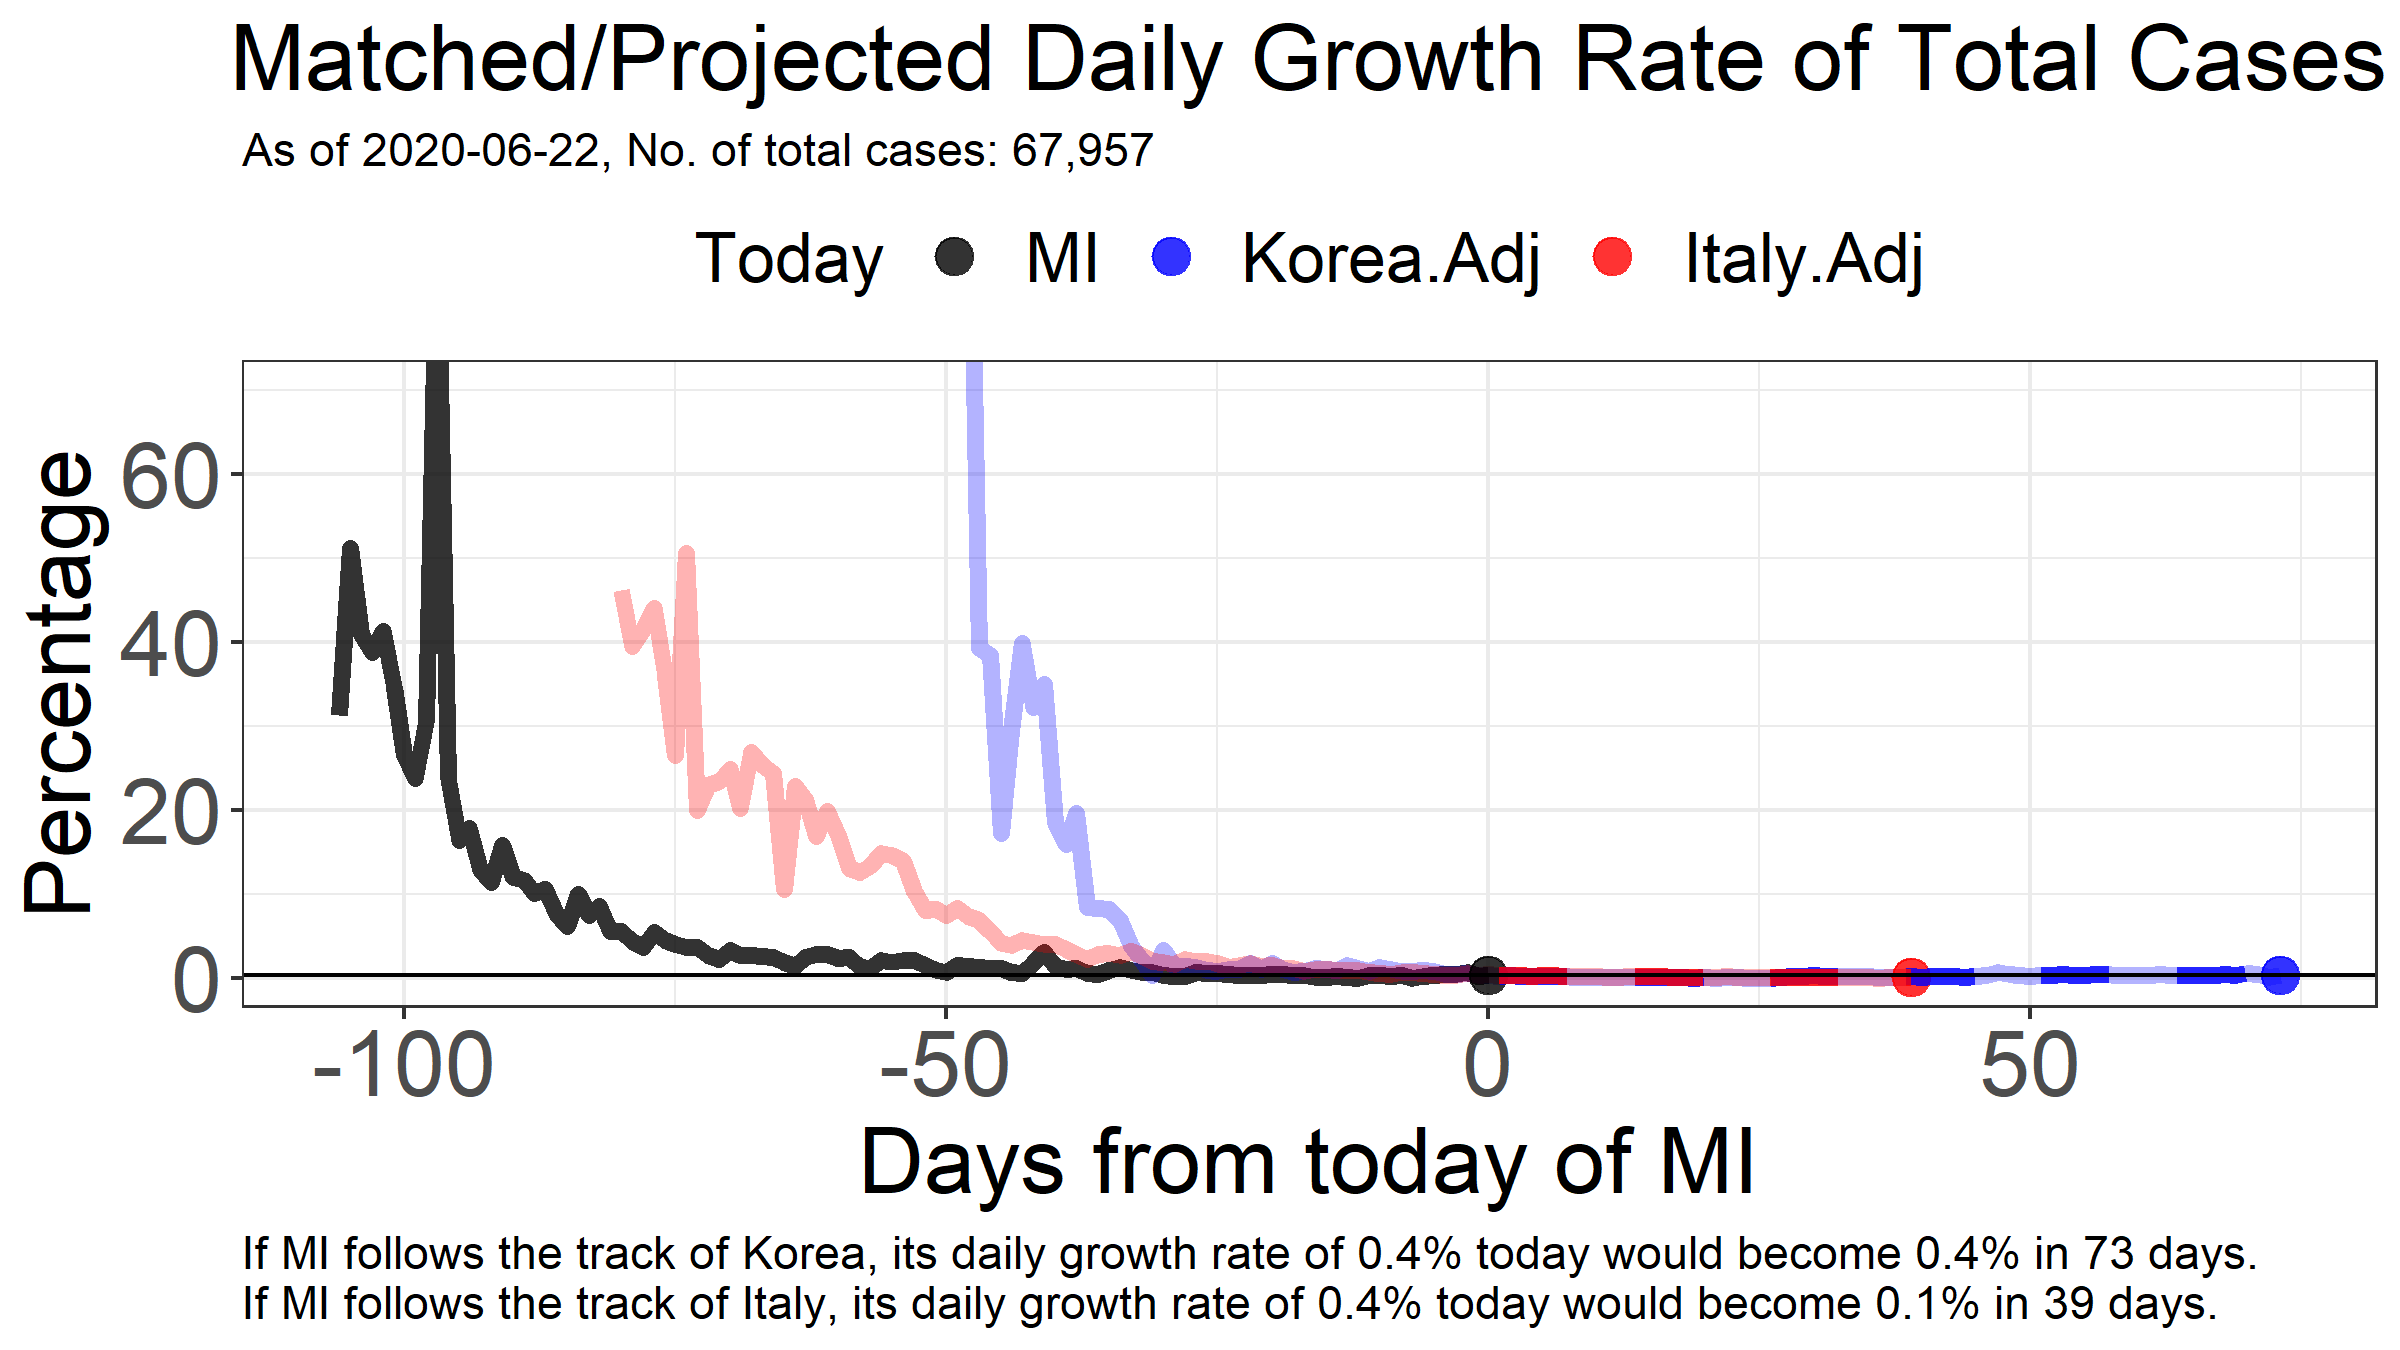 Matched/Projected Daily Growth Rate of Total Cases
As of 2020-06-22, No. of total cases: 67,957
Today MI Korea.Adj Italy.Adj
Percentage
60
40
20
0
-100 -50 0 50
Days from today of MI
If MI follows the track of Korea, its daily growth rate of 0.4% today would become 0.4% in 73 days.
If MI follows the track of Italy, its daily growth rate of 0.4% today would become 0.1% in 39 days.